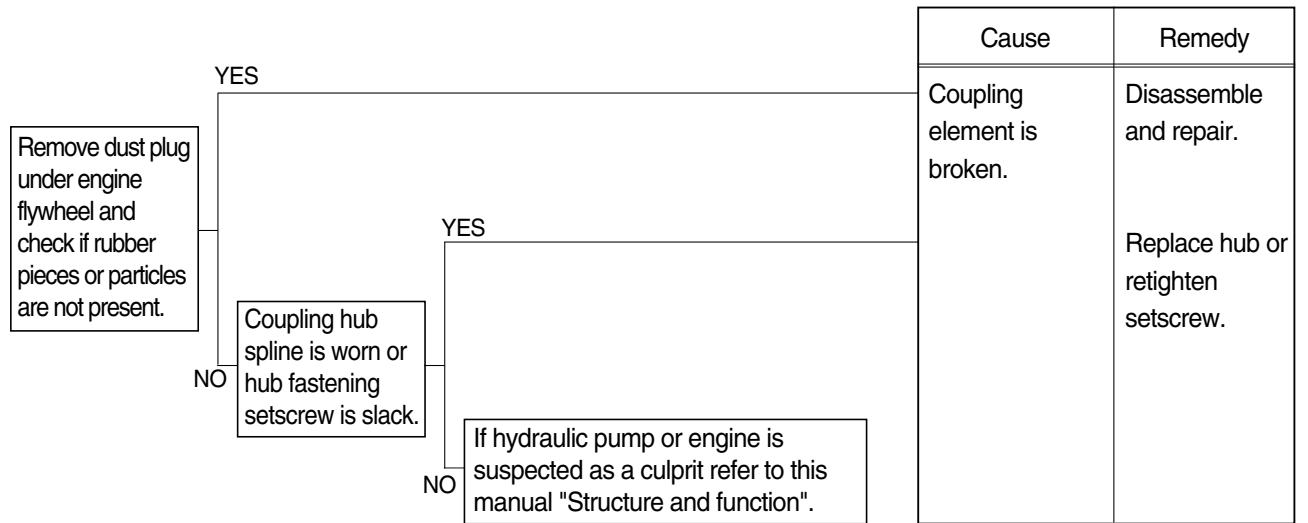 Cause
Remedy
YES
Coupling
element is
broken.
Disassemble
and repair.
Remove dust plug
under engine
flywheel and
check if rubber
pieces or particles
are not present.
YES
Replace hub or
retighten
setscrew.
NO
Coupling hub
spline is worn or
hub fastening
setscrew is slack.
NO
If hydraulic pump or engine is
suspected as a culprit refer to this
manual "Structure and function".